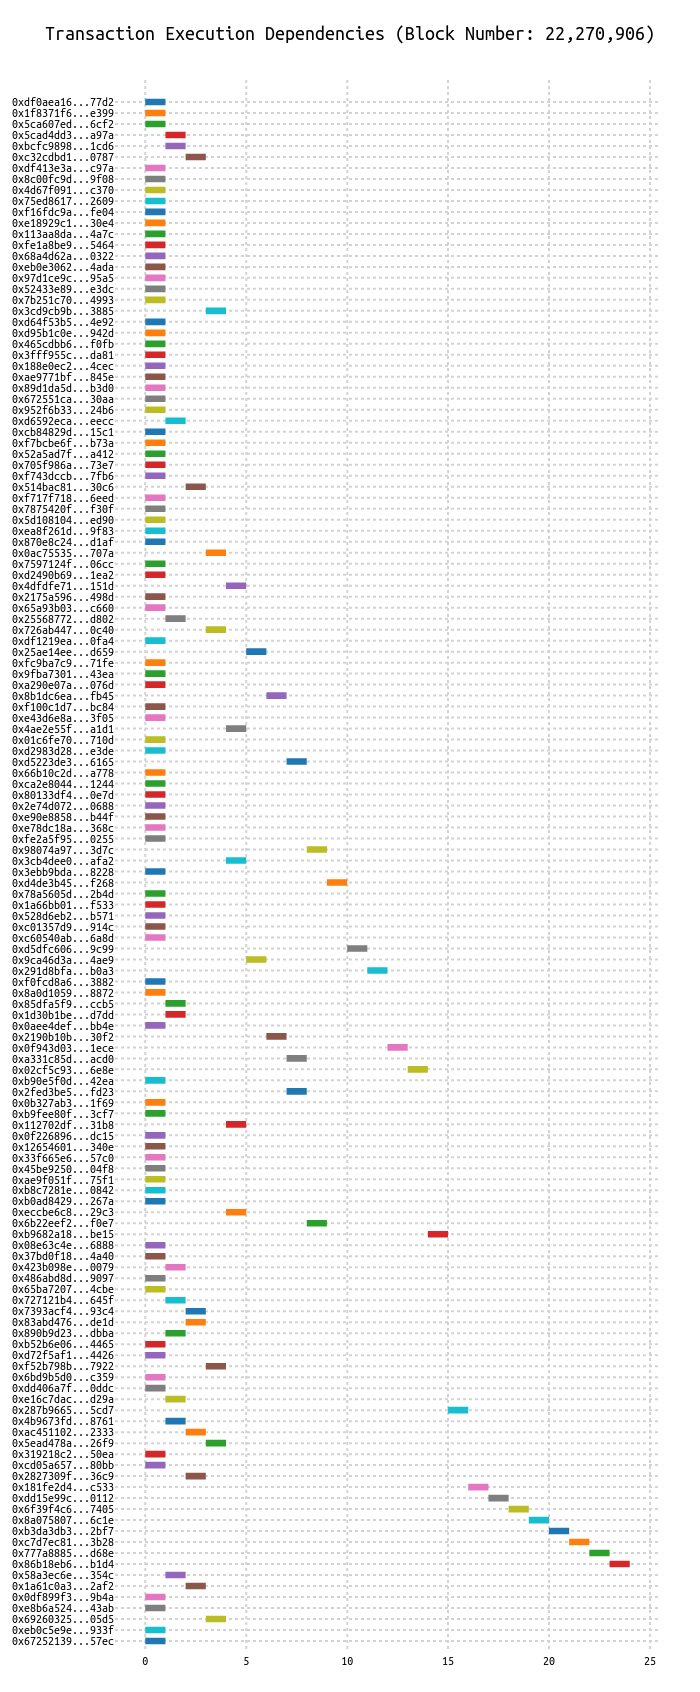 Transaction Execution Dependencies (Block Number: 22,270,906)
0xdf0aea16...77d2
0x1f8371f6...e399
0x5ca607ed...6cf2
0x5cad4dd3...a97a
0xbcfc9898...1cd6
0xc32cdbd1...0787
0xdf413e3a...c97a
0x8c00fc9d...9f08
0x4d67f091...c370
0x75ed8617...2609
0xf16fdc9a...fe04
0xe18929c1...30e4
0x113aa8da...4a7c
0xfe1a8be9...5464
0x68a4d62a...0322
0xeb0e3062...4ada
0x97d1ce9c...95a5
0x52433e89...e3dc
0x7b251c70...4993
0x3cd9cb9b...3885
0xd64f53b5...4e92
0xd95b1c0e...942d
0x465cdbb6...f0fb
0x3fff955c...da81
0x188e0ec2...4cec
0xae9771bf...845e
0x89d1da5d...b3d0
0x672551ca...30aa
0x952f6b33...24b6
0xd6592eca...eecc
0xcb84829d...15c1
0xf7bcbe6f...b73a
0x52a5ad7f...a412
0x705f986a...73e7
0xf743dccb...7fb6
0x514bac81...30c6
0xf717f718...6eed
0x7875420f...f30f
0x5d108104...ed90
0xea8f261d...9f83
0x870e8c24...d1af
0x0ac75535...707a
0x7597124f...06cc
0xd2490b69...1ea2
0x4dfdfe71...151d
0x2175a596...498d
0x65a93b03...c660
0x25568772...d802
0x726ab447...0c40
0xdf1219ea...0fa4
0x25ae14ee...d659
0xfc9ba7c9...71fe
0x9fba7301...43ea
0xa290e07a...076d
0x8b1dc6ea...fb45
0xf100c1d7...bc84
0xe43d6e8a...3f05
0x4ae2e55f...a1d1
0x01c6fe70...710d
0xd2983d28...e3de
0xd5223de3...6165
0x66b10c2d...a778
0xca2e8044...1244
0x80133df4...0e7d
0x2e74d072...0688
0xe90e8858...b44f
0xe78dc18a...368c
0xfe2a5f95...0255
0x98074a97...3d7c
0x3cb4dee0...afa2
0x3ebb9bda...8228
0xd4de3b45...f268
0x78a5605d...2b4d
0x1a66bb01...f533
0x528d6eb2...b571
0xc01357d9...914c
0xc60540ab...6a8d
0xd5dfc606...9c99
0x9ca46d3a...4ae9
0x291d8bfa...b0a3
0xf0fcd8a6...3882
0x8a0d1059...8872
0x85dfa5f9...ccb5
0x1d30b1be...d7dd
0x0aee4def...bb4e
0x2190b10b...30f2
0x0f943d03...1ece
0xa331c85d...acd0
0x02cf5c93...6e8e
0xb90e5f0d...42ea
0x2fed3be5...fd23
0x0b327ab3...1f69
0xb9fee80f...3cf7
0x112702df...31b8
0x0f226896...dc15
0x12654601...340e
0x33f665e6...57c0
0x45be9250...04f8
0xae9f051f...75f1
0xb8c7281e...0842
0xb0ad8429...267a
0xeccbe6c8...29c3
0x6b22eef2...f0e7
0xb9682a18...be15
0x08e63c4e...6888
0x37bd0f18...4a40
0x423b098e...0079
0x486abd8d...9097
0x65ba7207...4cbe
0x727121b4...645f
0x7393acf4...93c4
0x83abd476...de1d
0x890b9d23...dbba
0xb52b6e06...4465
0xd72f5af1...4426
0xf52b798b...7922
0x6bd9b5d0...c359
0xdd406a7f...0ddc
0xe16c7dac...d29a
0x287b9665...5cd7
0x4b9673fd...8761
0xac451102...2333
0x5ead478a...26f9
0x319218c2...50ea
0xcd05a657...80bb
0x2827309f...36c9
0x181fe2d4...c533
0xdd15e99c...0112
0x6f39f4c6...7405
0x8a075807...6c1e
0xb3da3db3...2bf7
0xc7d7ec81...3b28
0x777a8885...d68e
0x86b18eb6...b1d4
0x58a3ec6e...354c
0x1a61c0a3...2af2
0x0df899f3...9b4a
0xe8b6a524...43ab
0x69260325...05d5
0xeb0c5e9e...933f
0x67252139...57ec
0 5 10 15 20 25